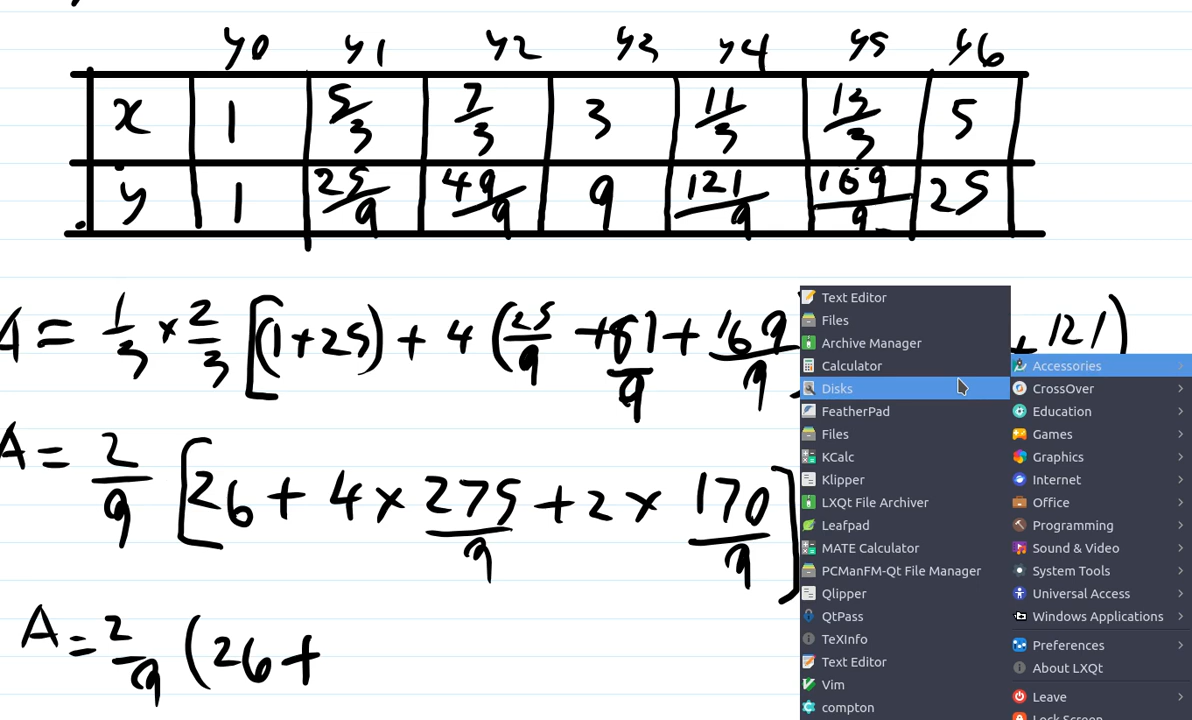 y0 y1 y2 y3 y4 y5 y6
x 1 5/3 7/3 3 11/3 13/3 5
y 1 25/9 49/9 9 121/9 169/9 25
A = 1/3 × 2/3 [(1+25) + 4 (25/9 + 81/9 + 169/9 121)
A = 2/9 [26 + 4 × 275/9 + 2 × 170/9]
A = 2/9 (26 +
Text Editor
Files
Archive Manager
Calculator
Disks
FeatherPad
Files
KCalc
Klipper
LXQt File Archiver
Leafpad
MATE Calculator
PCManFM-Qt File Manager
Qlipper
QtPass
TeXInfo
Text Editor
Vim
compton
Accessories
CrossOver
Education
Games
Graphics
Internet
Office
Programming
Sound & Video
System Tools
Universal Access
Windows Applications
Preferences
About LXQt
Leave
Lock Screen